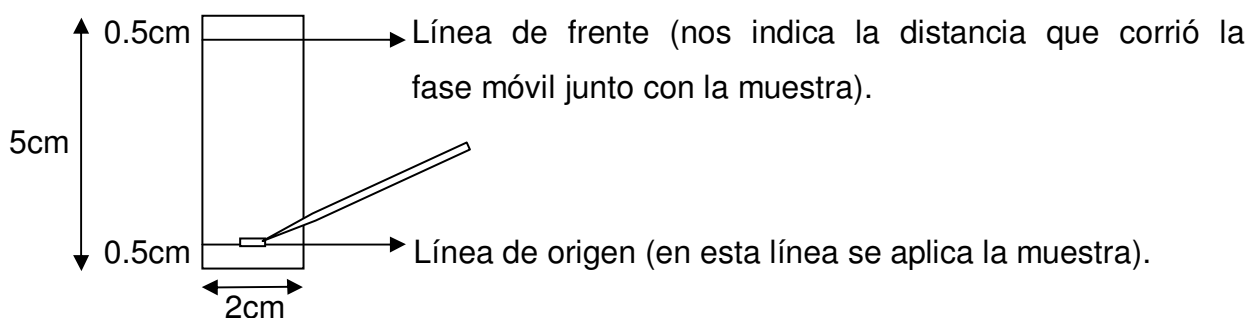 0.5cm
Línea de frente (nos indica la distancia que corrió la
fase móvil junto con la muestra).
5cm
0.5cm
Línea de origen (en esta línea se aplica la muestra).
2cm